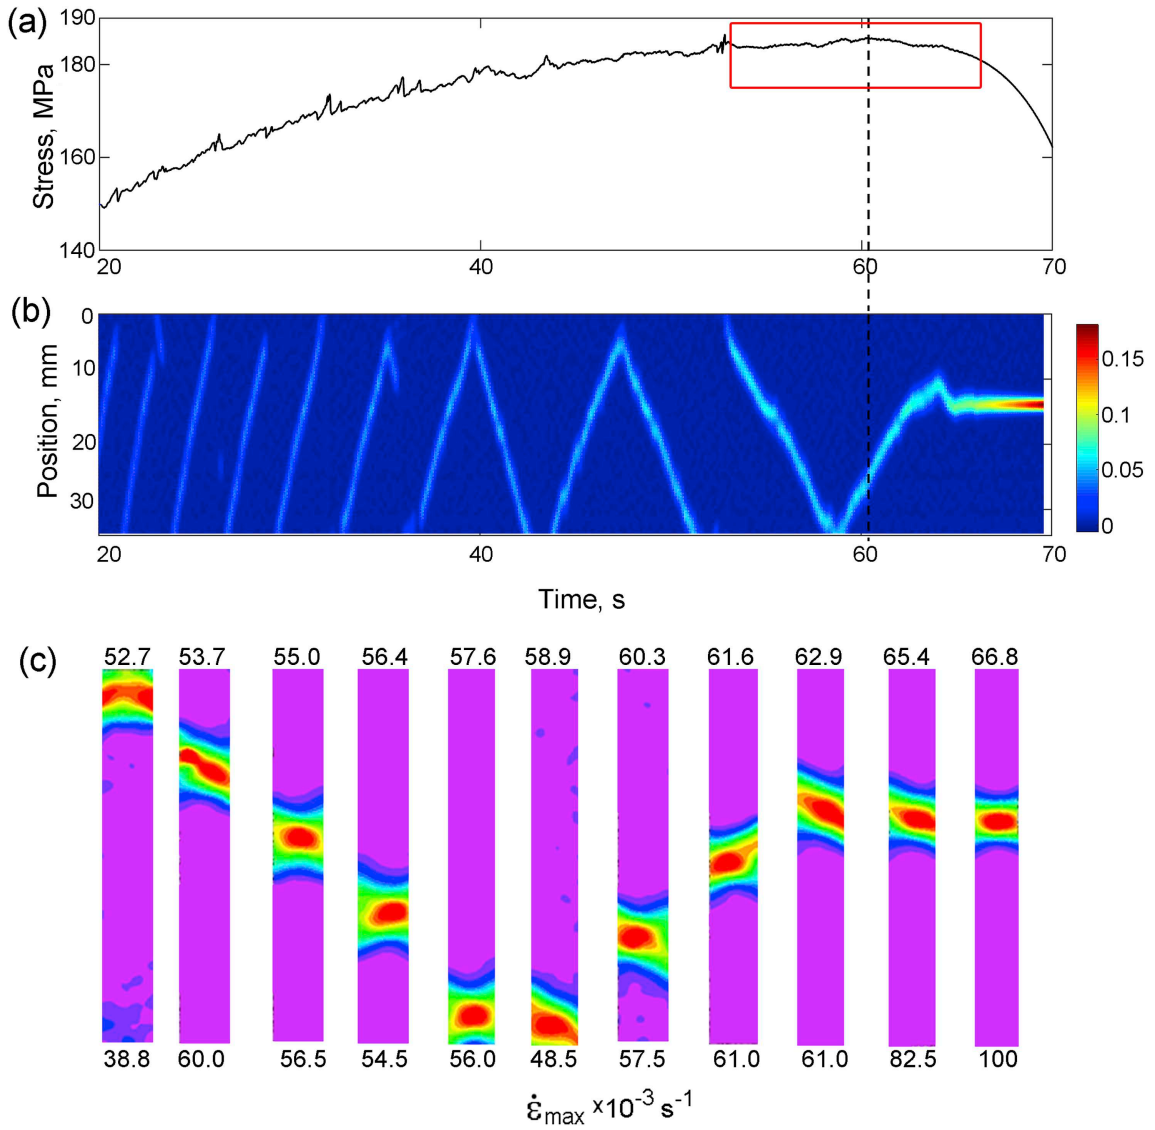 (a)
190
180
160
140
Stress, MPa
20 40 60 70
(b)
0
10
20
30
Position, mm
0.15
0.1
0.05
0
20 40 60 70
Time, s
(c)
52.7 53.7 55.0 56.4 57.6 58.9 60.3 61.6 62.9 65.4 66.8
38.8 60.0 56.5 54.5 56.0 48.5 57.5 61.0 61.0 82.5 100
ε̇max ×10⁻³ s⁻¹